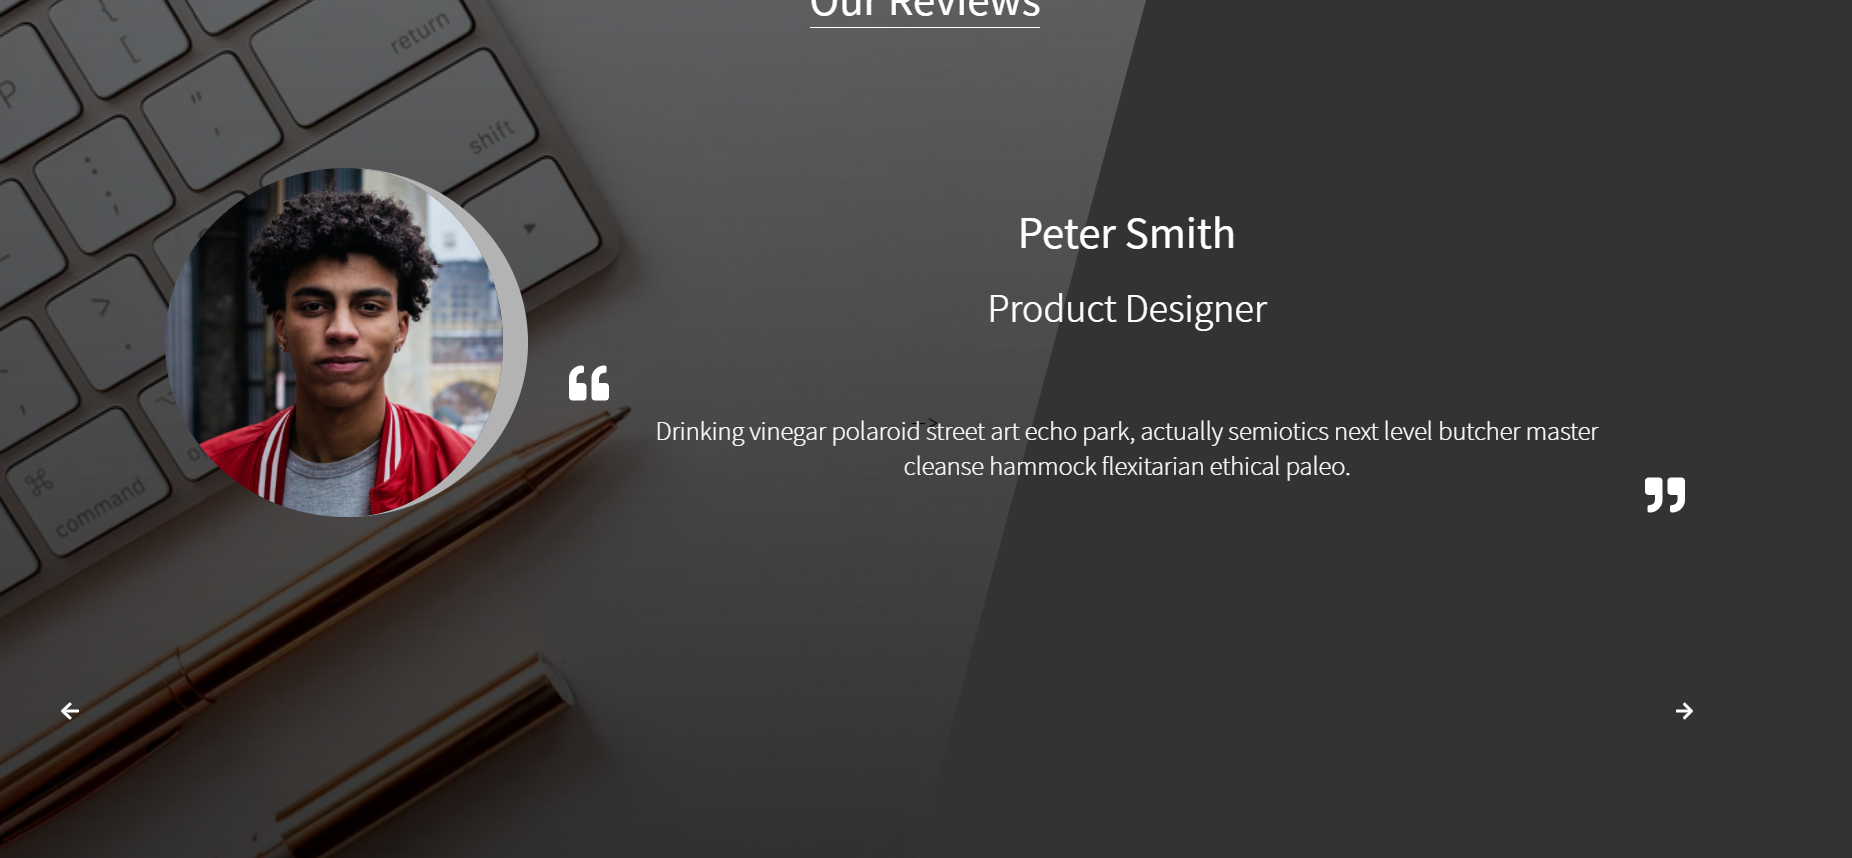 Our Reviews
return
P
shift
Peter Smith
Product Designer
Drinking vinegar polaroid street art echo park, actually semiotics next level butcher master
cleanse hammock flexitarian ethical paleo.
command